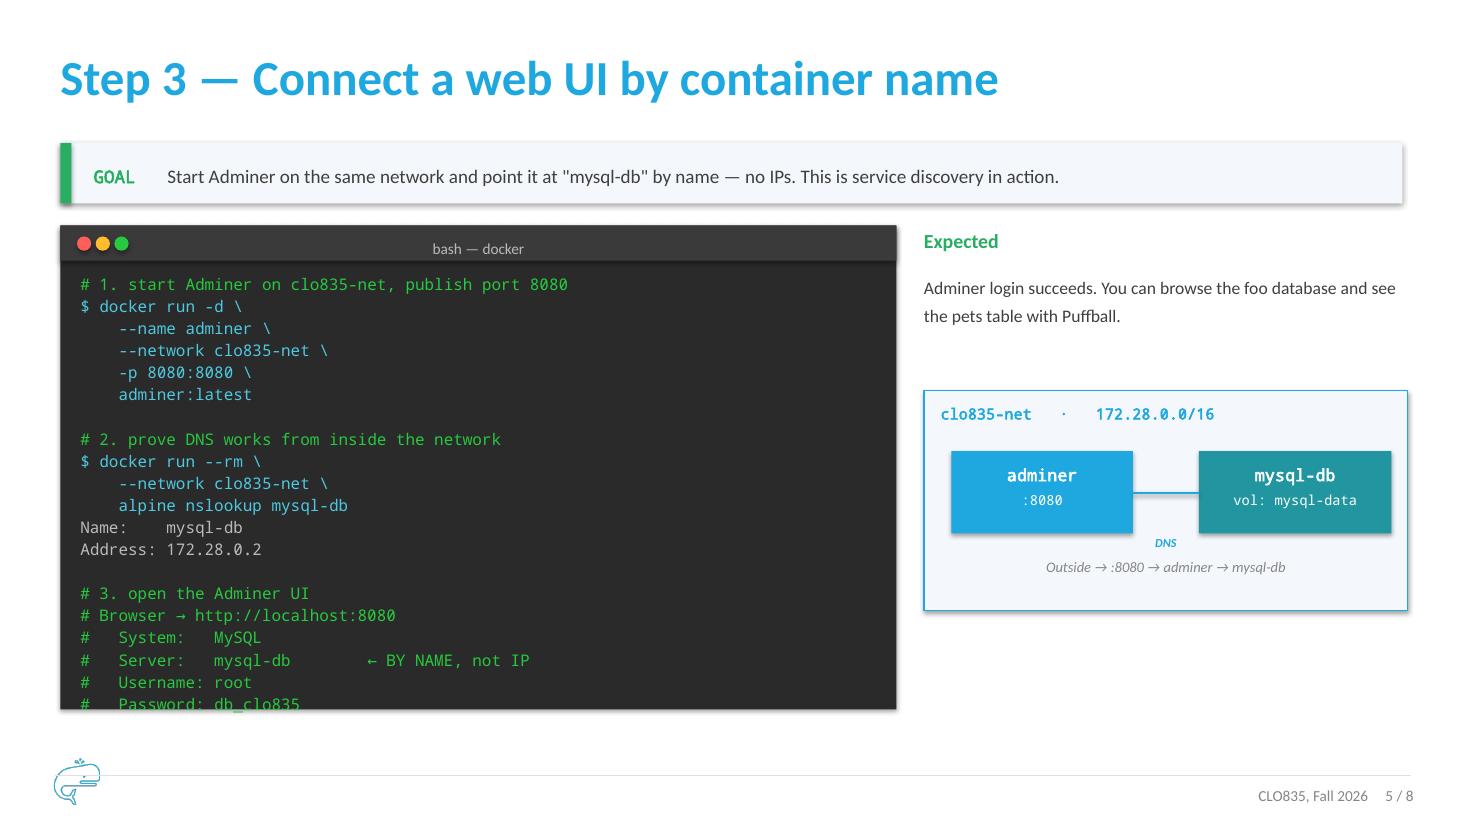 Step 3 — Connect a web UI by container name
GOAL Start Adminer on the same network and point it at "mysql-db" by name — no IPs. This is service discovery in action.
bash — docker
# 1. start Adminer on clo835-net, publish port 8080
$ docker run -d \
    --name adminer \
    --network clo835-net \
    -p 8080:8080 \
    adminer:latest
# 2. prove DNS works from inside the network
$ docker run --rm \
    --network clo835-net \
    alpine nslookup mysql-db
Name:    mysql-db
Address: 172.28.0.2
# 3. open the Adminer UI
# Browser → http://localhost:8080
#   System:   MySQL
#   Server:   mysql-db        ← BY NAME, not IP
#   Username: root
#   Password: db_clo835
Expected
Adminer login succeeds. You can browse the foo database and see
the pets table with Puffball.
clo835-net · 172.28.0.0/16
adminer
:8080
mysql-db
vol: mysql-data
DNS
Outside → :8080 → adminer → mysql-db
CLO835, Fall 2026 5 / 8